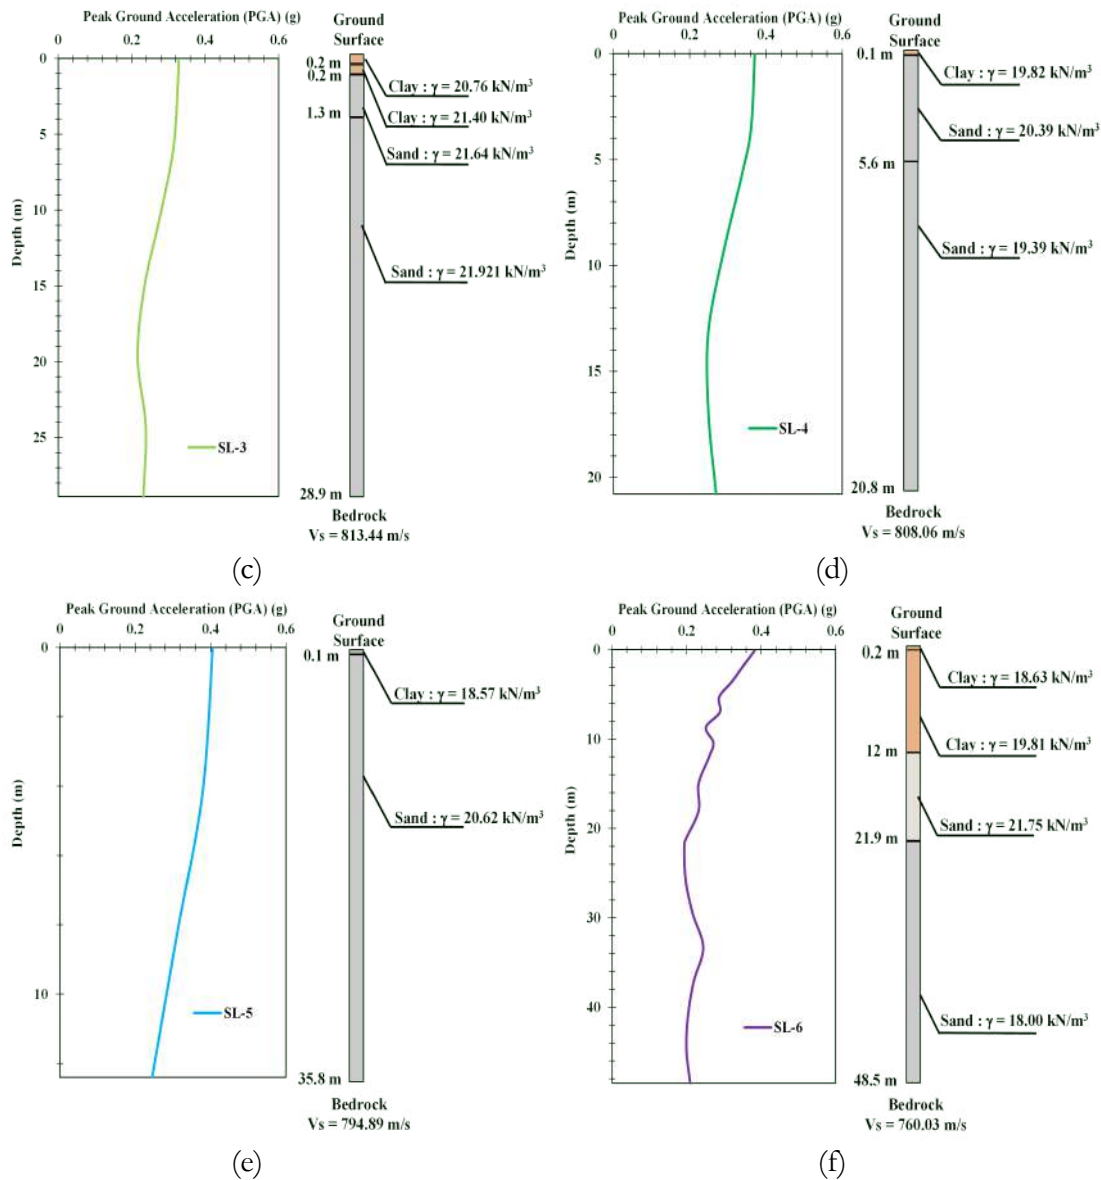 Peak Ground Acceleration (PGA) (g)
0 0.2 0.4 0.6
0
5
10
15
20
25
Depth (m)
SL-3
Ground
Surface
0.2 m
0.2 m
1.3 m
28.9 m
Clay : γ = 20.76 kN/m³
Clay : γ = 21.40 kN/m³
Sand : γ = 21.64 kN/m³
Sand : γ = 21.921 kN/m³
Bedrock
Vs = 813.44 m/s
(c)
Peak Ground Acceleration (PGA) (g)
0 0.2 0.4 0.6
0
5
10
15
20
Depth (m)
SL-4
Ground
Surface
0.1 m
5.6 m
20.8 m
Clay : γ = 19.82 kN/m³
Sand : γ = 20.39 kN/m³
Sand : γ = 19.39 kN/m³
Bedrock
Vs = 808.06 m/s
(d)
Peak Ground Acceleration (PGA) (g)
0 0.2 0.4 0.6
0
10
Depth (m)
SL-5
Ground
Surface
0.1 m
35.8 m
Clay : γ = 18.57 kN/m³
Sand : γ = 20.62 kN/m³
Bedrock
Vs = 794.89 m/s
(e)
Peak Ground Acceleration (PGA) (g)
0 0.2 0.4 0.6
0
10
20
30
40
Depth (m)
SL-6
Ground
Surface
0.2 m
12 m
21.9 m
48.5 m
Clay : γ = 18.63 kN/m³
Clay : γ = 19.81 kN/m³
Sand : γ = 21.75 kN/m³
Sand : γ = 18.00 kN/m³
Bedrock
Vs = 760.03 m/s
(f)